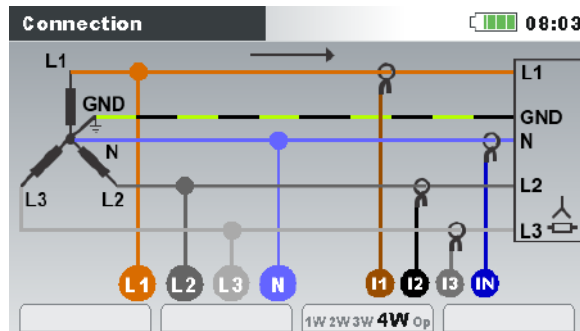 Connection 08:03
L1 L1
GND GND
N N
L3 L2 L2
L3
L1 L2 L3 N I1 I2 I3 IN
1W 2W 3W 4W Op